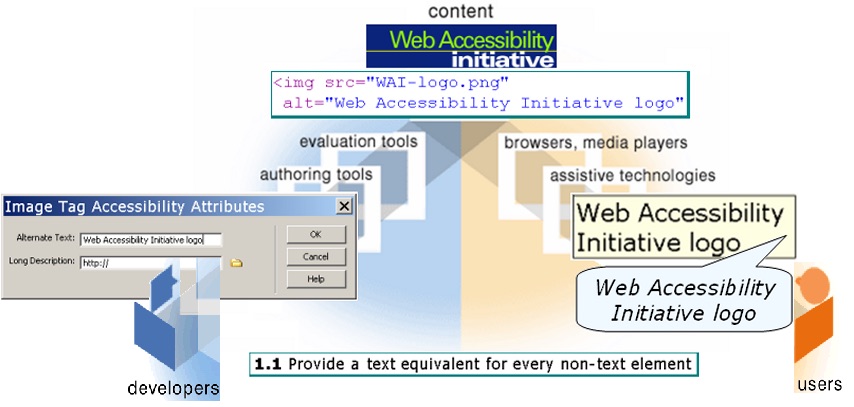 content
Web Accessibility
initiative
<img src="WAI-logo.png"
alt="Web Accessibility Initiative logo"
evaluation tools
authoring tools
browsers, media players
assistive technologies
Image Tag Accessibility Attributes
Alternate Text: Web Accessibility Initiative logo
Long Description: http://
OK
Cancel
Help
Web Accessibility
Initiative logo
Web Accessibility
Initiative logo
1.1 Provide a text equivalent for every non-text element
developers
users